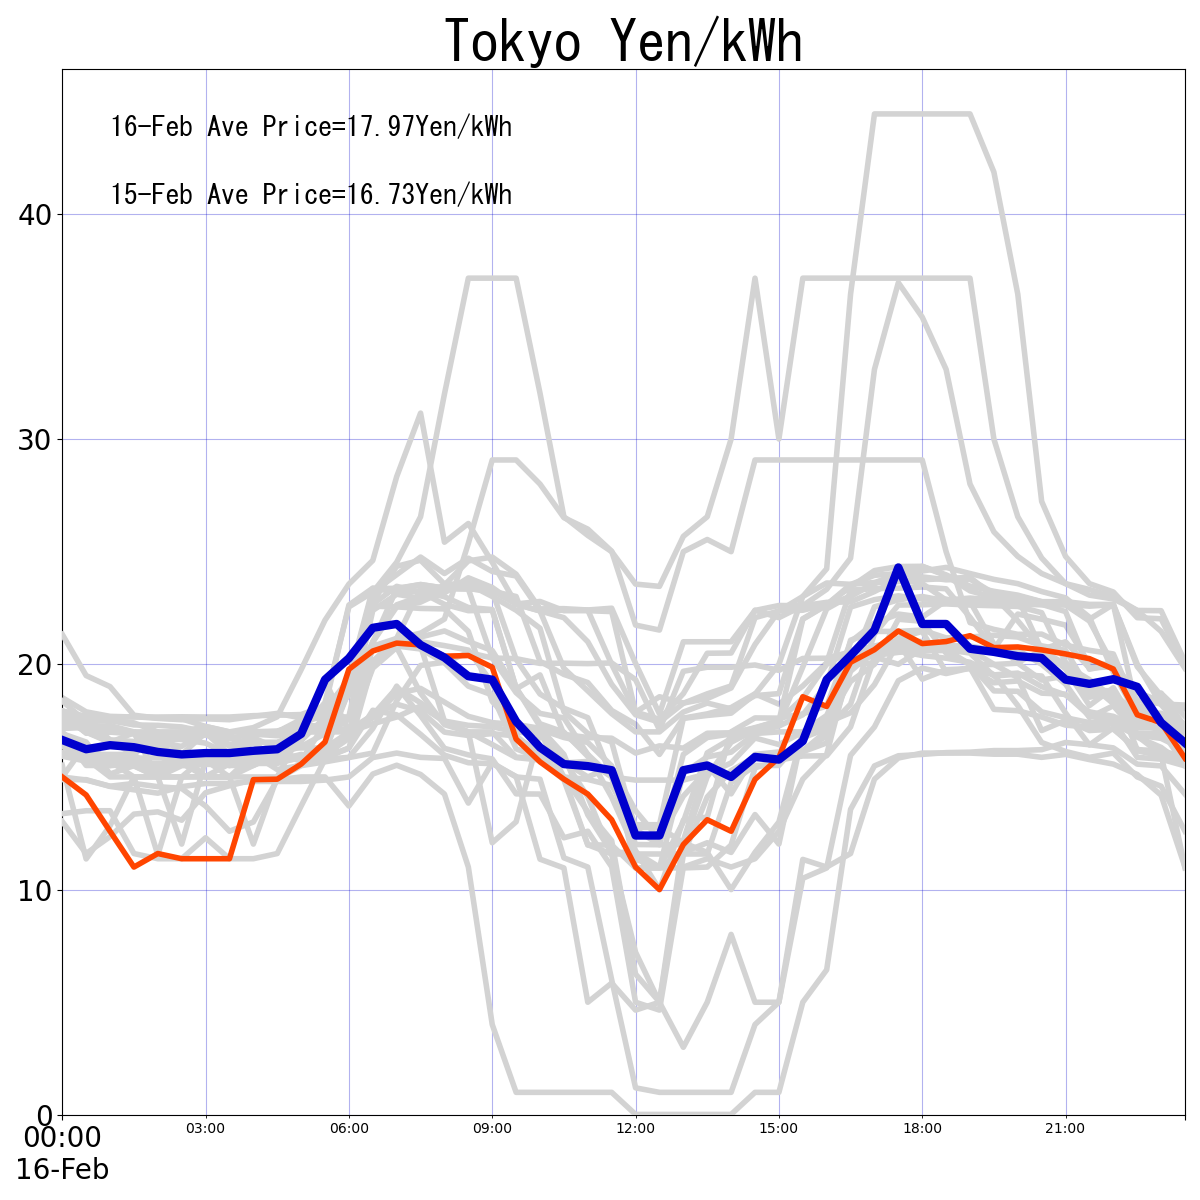 Tokyo Yen/kWh
16-Feb Ave Price=17.97Yen/kWh
15-Feb Ave Price=16.73Yen/kWh
40
30
20
10
0
00:00 03:00 06:00 09:00 12:00 15:00 18:00 21:00
16-Feb